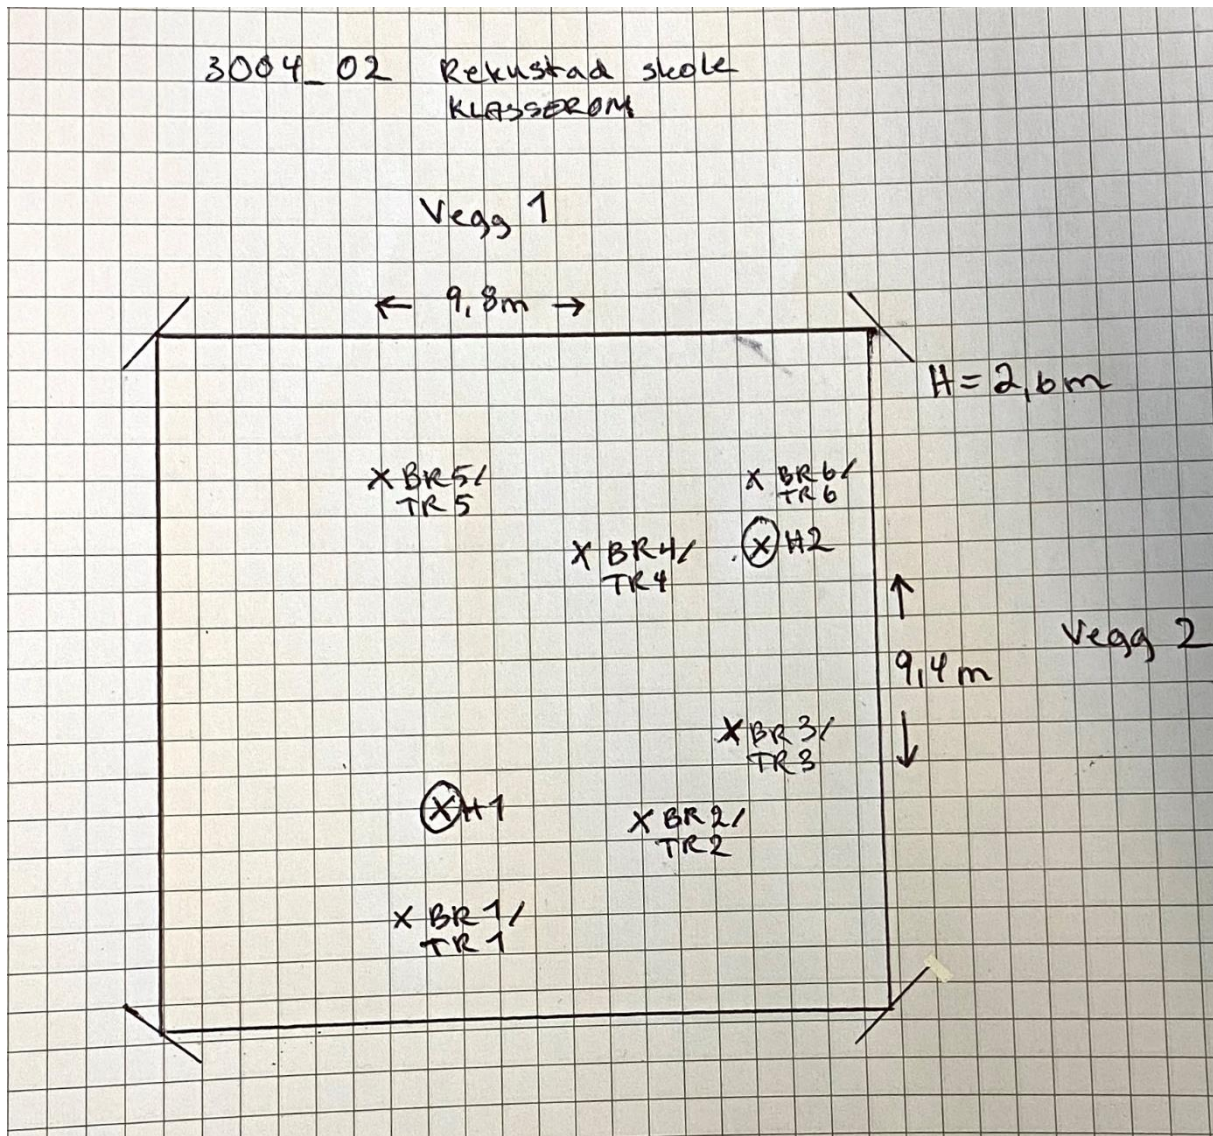 3004_02 Rekustad skole
KLASSEROM
Vegg 1
← 9,8m →
H = 2,6m
X BR5/
TR5
X BR6/
TR6
X BR4/
TR4
X H2
↑
9,4 m
↓
Vegg 2
X BR3/
TR3
X H1
X BR2/
TR2
X BR1/
TR1